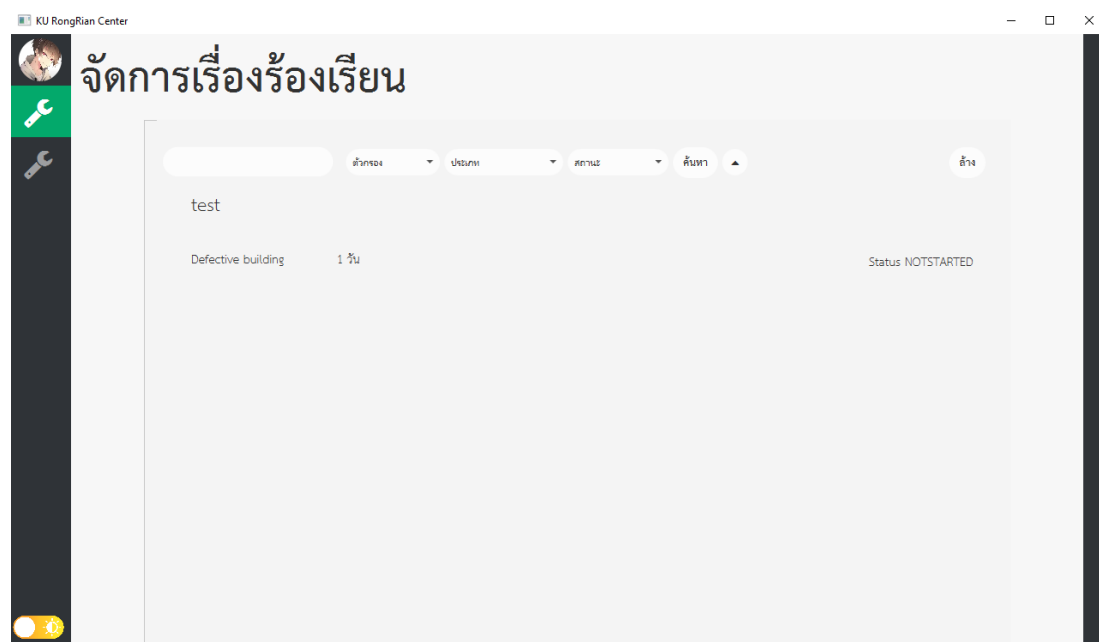 KU RongRian Center
จัดการเรื่องร้องเรียน
ตัวกรอง ประเภท สถานะ ค้นหา ล้าง
test
Defective building 1 วัน Status NOTSTARTED